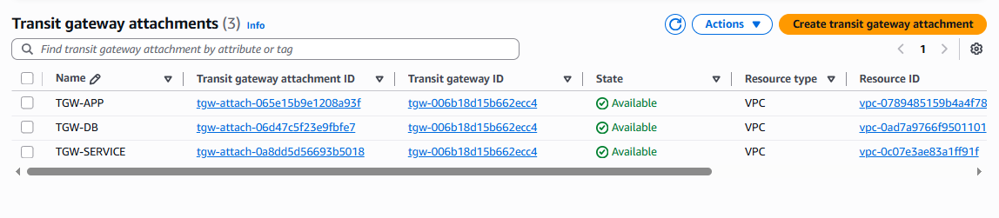 Transit gateway attachments (3) Info
Actions
Create transit gateway attachment
Find transit gateway attachment by attribute or tag
1
Name Transit gateway attachment ID Transit gateway ID State Resource type Resource ID
TGW-APP tgw-attach-065e15b9e1208a93f tgw-006b18d15b662ecc4 Available VPC vpc-0789485159b4a4f78
TGW-DB tgw-attach-06d47c5f23e9fbfe7 tgw-006b18d15b662ecc4 Available VPC vpc-0ad7a9766f9501101
TGW-SERVICE tgw-attach-0a8dd5d56693b5018 tgw-006b18d15b662ecc4 Available VPC vpc-0c07e3ae83a1ff91f